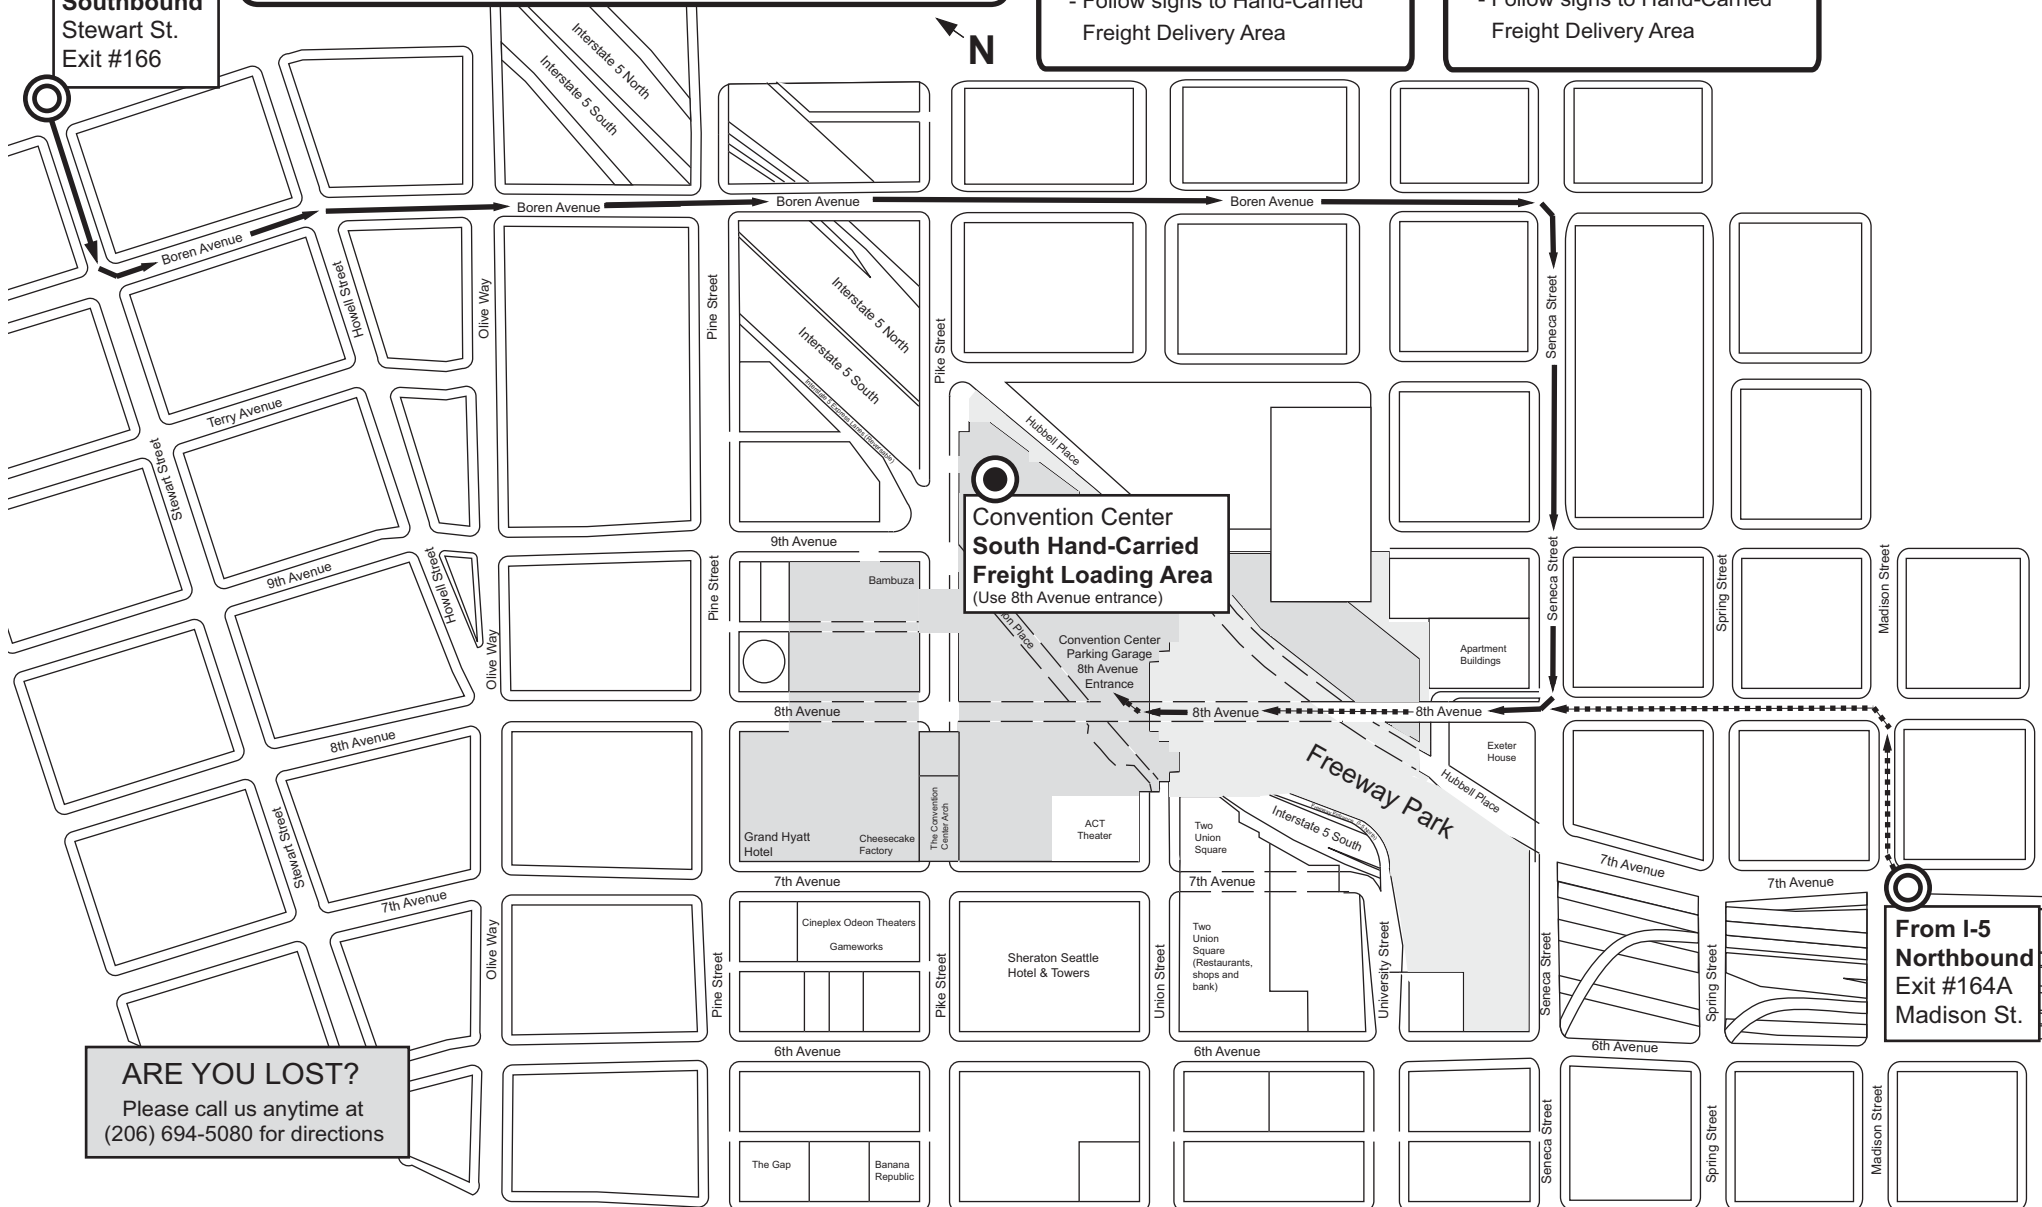 Southbound
Stewart St.
Exit #166
- Follow signs to Hand-Carried
Freight Delivery Area
- Follow signs to Hand-Carried
Freight Delivery Area
N
Interstate 5 North
Interstate 5 South
Boren Avenue
Boren Avenue
Boren Avenue
Boren Avenue
Howell Street
Olive Way
Pine Street
Interstate 5 North
Interstate 5 South
Interstate 5 Express Lanes (Reversable)
Pike Street
Seneca Street
Hubbell Place
Terry Avenue
Stewart Street
Convention Center
South Hand-Carried
Freight Loading Area
(Use 8th Avenue entrance)
9th Avenue
9th Avenue
Howell Street
Olive Way
Pine Street
Bambuza
on Place
Convention Center
Parking Garage
8th Avenue
Entrance
Seneca Street
Spring Street
Madison Street
Apartment
Buildings
8th Avenue
8th Avenue
8th Avenue
8th Avenue
Exeter
House
Freeway Park
Hubbell Place
Stewart Street
Grand Hyatt
Hotel
Cheesecake
Factory
The Convention
Center Arch
ACT
Theater
Two
Union
Square
Interstate 5 South
7th Avenue
7th Avenue
7th Avenue
7th Avenue
7th Avenue
Olive Way
Pine Street
Cineplex Odeon Theaters
Gameworks
Pike Street
Sheraton Seattle
Hotel & Towers
Union Street
Two
Union
Square
(Restaurants,
shops and
bank)
University Street
Seneca Street
Spring Street
From I-5
Northbound
Exit #164A
Madison St.
6th Avenue
6th Avenue
6th Avenue
ARE YOU LOST?
Please call us anytime at
(206) 694-5080 for directions
The Gap
Banana
Republic
Seneca Street
Spring Street
Madison Street